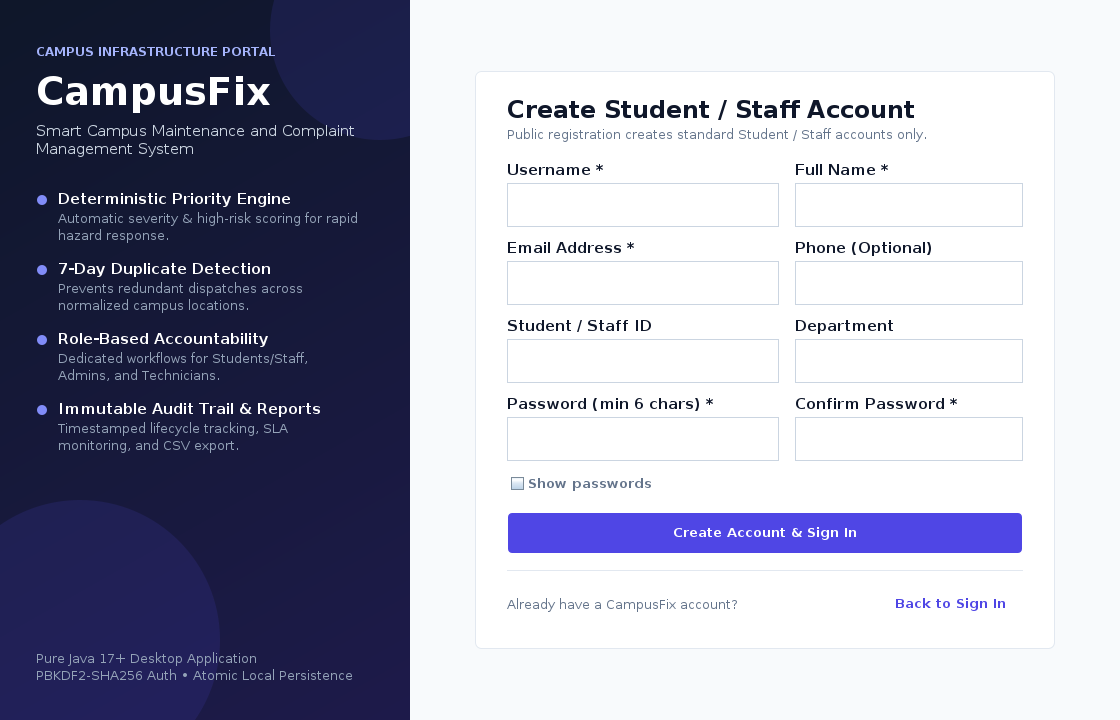 CAMPUS INFRASTRUCTURE PORTAL
CampusFix
Smart Campus Maintenance and Complaint
Management System
Deterministic Priority Engine
Automatic severity & high-risk scoring for rapid
hazard response.
7-Day Duplicate Detection
Prevents redundant dispatches across
normalized campus locations.
Role-Based Accountability
Dedicated workflows for Students/Staff,
Admins, and Technicians.
Immutable Audit Trail & Reports
Timestamped lifecycle tracking, SLA
monitoring, and CSV export.
Pure Java 17+ Desktop Application
PBKDF2-SHA256 Auth • Atomic Local Persistence
Create Student / Staff Account
Public registration creates standard Student / Staff accounts only.
Username *
Full Name *
Email Address *
Phone (Optional)
Student / Staff ID
Department
Password (min 6 chars) *
Confirm Password *
Show passwords
Create Account & Sign In
Already have a CampusFix account?
Back to Sign In